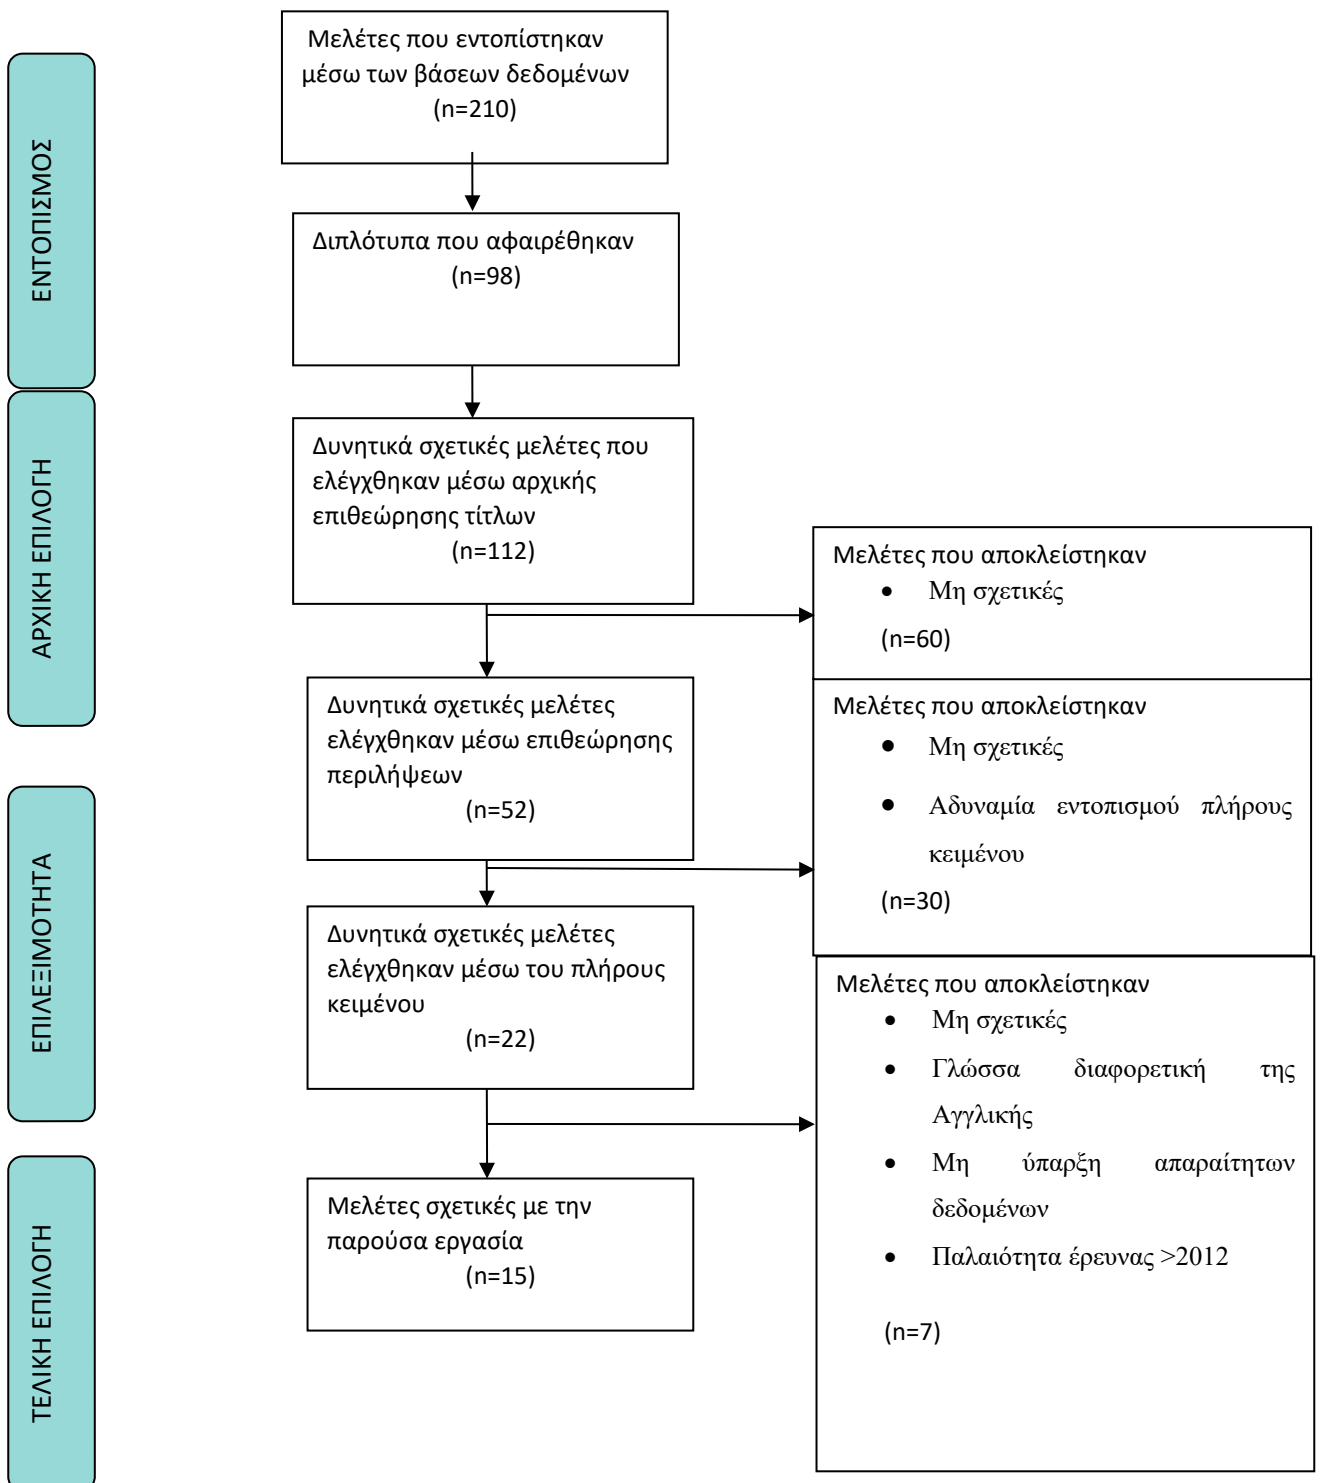 ΕΝΤΟΠΙΣΜΟΣ
Μελέτες που εντοπίστηκαν
μέσω των βάσεων δεδομένων
(n=210)
Διπλότυπα που αφαιρέθηκαν
(n=98)
ΑΡΧΙΚΗ ΕΠΙΛΟΓΗ
Δυνητικά σχετικές μελέτες που
ελέγχθηκαν μέσω αρχικής
επιθεώρησης τίτλων
(n=112)
Μελέτες που αποκλείστηκαν
• Μη σχετικές
(n=60)
Δυνητικά σχετικές μελέτες
ελέγχθηκαν μέσω επιθεώρησης
περιλήψεων
(n=52)
Μελέτες που αποκλείστηκαν
• Μη σχετικές
• Αδυναμία εντοπισμού πλήρους
κειμένου
(n=30)
ΕΠΙΛΕΞΙΜΟΤΗΤΑ
Δυνητικά σχετικές μελέτες
ελέγχθηκαν μέσω του πλήρους
κειμένου
(n=22)
Μελέτες που αποκλείστηκαν
• Μη σχετικές
• Γλώσσα διαφορετική της
Αγγλικής
• Μη ύπαρξη απαραίτητων
δεδομένων
• Παλαιότητα έρευνας >2012
(n=7)
ΤΕΛΙΚΗ ΕΠΙΛΟΓΗ
Μελέτες σχετικές με την
παρούσα εργασία
(n=15)